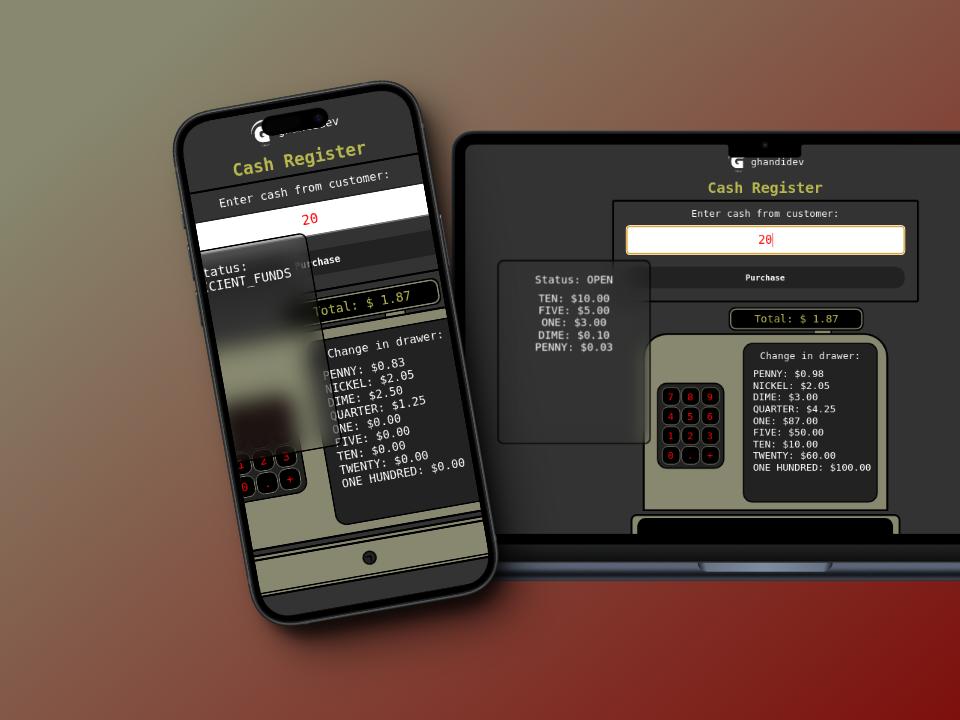 ghandidev
Cash Register
Enter cash from customer:
20
tatus:
CIENT_FUNDS
urchase
Total: $ 1.87
Change in drawer:
PENNY: $0.83
NICKEL: $2.05
DIME: $2.50
QUARTER: $1.25
ONE: $0.00
FIVE: $0.00
TEN: $0.00
TWENTY: $0.00
ONE HUNDRED: $0.00
1 2 3
0 . +
G ghandidev
Cash Register
Enter cash from customer:
20
Purchase
Status: OPEN
TEN: $10.00
FIVE: $5.00
ONE: $3.00
DIME: $0.10
PENNY: $0.03
Total: $ 1.87
7 8 9
4 5 6
1 2 3
0 . +
Change in drawer:
PENNY: $0.98
NICKEL: $2.05
DIME: $3.00
QUARTER: $4.25
ONE: $87.00
FIVE: $50.00
TEN: $10.00
TWENTY: $60.00
ONE HUNDRED: $100.00